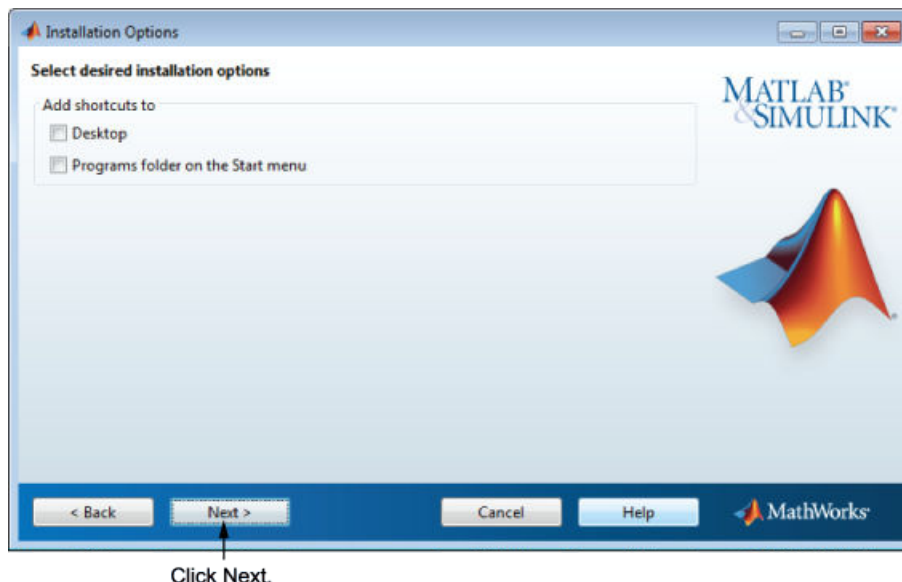 Installation Options
Select desired installation options
Add shortcuts to
Desktop
Programs folder on the Start menu
MATLAB®
&SIMULINK®
< Back
Next >
Cancel
Help
MathWorks®
Click Next.